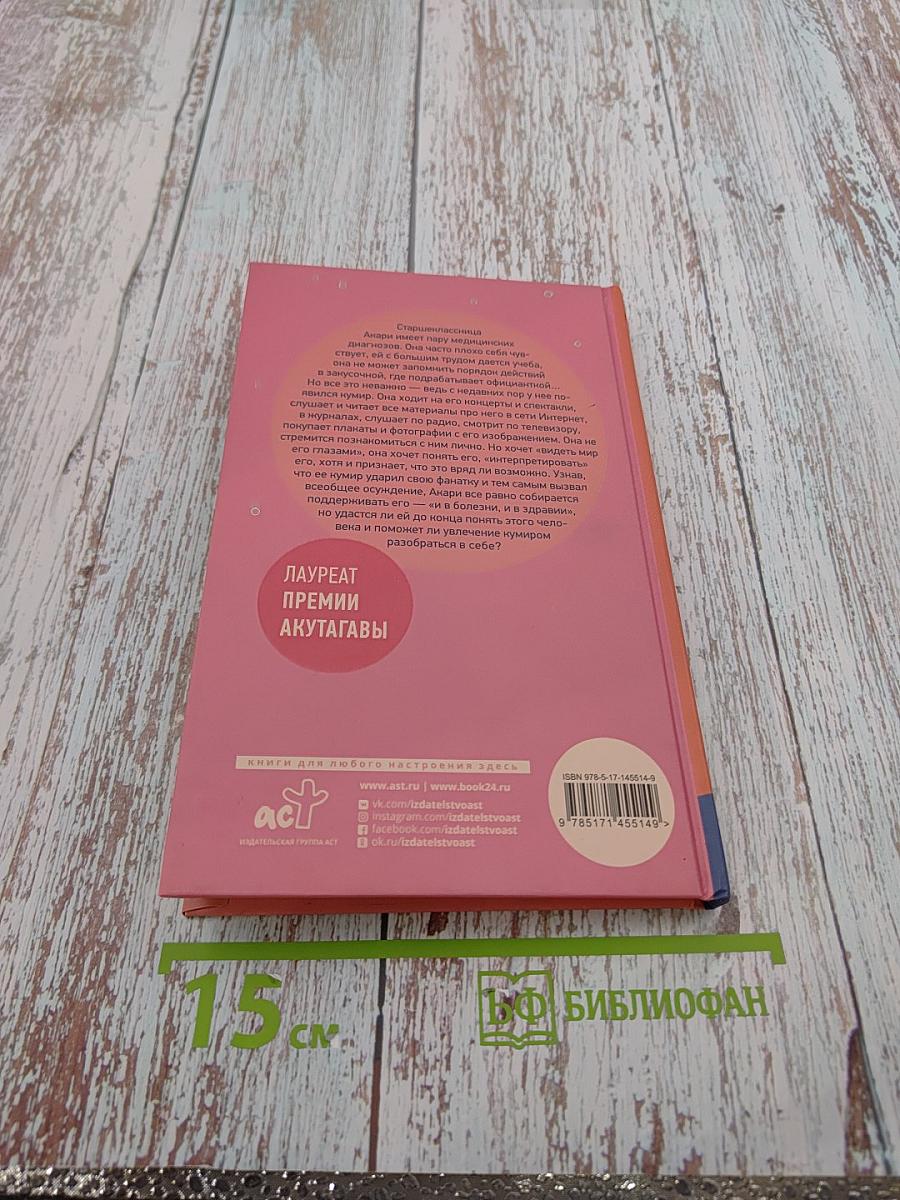 Старшеклассница
Акари имеет пару медицинских
диагнозов. Она часто плохо себя чув-
ствует, ей с большим трудом дается учеба,
она не может запомнить порядок действий
в закусочной, где подрабатывает официанткой...
Но все это неважно — ведь с недавних пор у нее по-
явился кумир. Она ходит на его концерты и спектакли,
слушает и читает все материалы про него в сети Интернет,
в журналах, слушает по радио, смотрит по телевизору,
покупает плакаты и фотографии с его изображением. Она не
стремится познакомиться с ним лично. Но хочет «видеть мир
его глазами», она хочет понять его, «интерпретировать»
его, хотя и признает, что это вряд ли возможно. Узнав,
что ее кумир ударил свою фанатку и тем самым вызвал
всеобщее осуждение, Акари все равно собирается
поддерживать его — «и в болезни, и в здравии»,
но удастся ли ей до конца понять этого чело-
века и поможет ли увлечение кумиром
разобраться в себе?
ЛАУРЕАТ
ПРЕМИИ
АКУТАГАВЫ
книги для любого настроения здесь
аст
ИЗДАТЕЛЬСКАЯ ГРУППА АСТ
www.ast.ru | www.book24.ru
vk.com/izdatelstvoast
instagram.com/izdatelstvoast
facebook.com/izdatelstvoast
ok.ru/izdatelstvoast
ISBN 978-5-17-145514-9
9 785171 455149 >
15 см
БФ БИБЛИОФАН